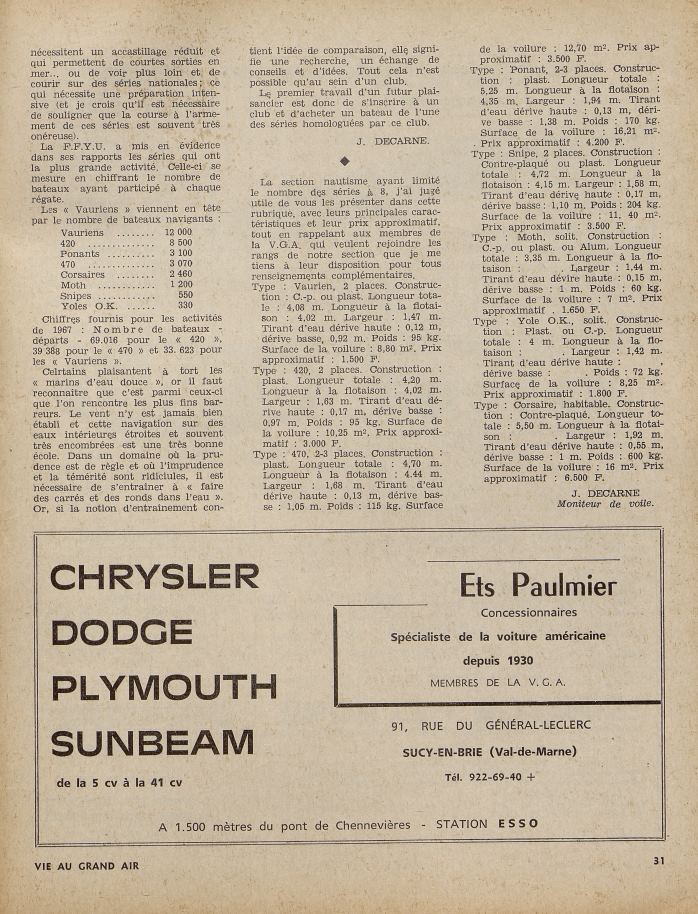 nécessitent un accastillage réduit et
qui permettent de courtes sorties en
mer... ou de voir plus loin et de
courir sur des séries nationales ; ce
qui nécessite une préparation inten-
sive (et je crois qu'il est nécessaire
de souligner que la course à l'arme-
ment de ces séries est souvent très
onéreuse).
La F.F.Y.U. a mis en évidence
dans ses rapports les séries qui ont
la plus grande activité. Celle-ci se
mesure en chiffrant le nombre de
bateaux ayant participé à chaque
régate.
Les « Vauriens » viennent en tête
par le nombre de bateaux navigants :
Vauriens ........ 12 000
420 .............. 8 500
Ponants .......... 3 100
470 .............. 3 070
Corsaires ........ 2 460
Moth ............ 1 200
Snipes ........... 550
Yoles O.K. ...... 330
Chiffres fournis pour les activités
de 1967 : Nombre de bateaux -
départs - 69.016 pour le « 420 »,
39 388 pour le « 470 » et 33. 623 pour
les « Vauriens ».
Celrtains plaisantent à tort les
« marins d'eau douce », or il faut
reconnaître que c'est parmi ceux-ci
que l'on rencontre les plus fins bar-
reurs. Le vent n'y est jamais bien
établi et cette navigation sur des
eaux intérieures étroites et souvent
très encombrées est une très bonne
école. Dans un domaine où la pru-
dence est de règle et où l'imprudence
et la témérité sont ridiciules, il est
nécessaire de s'entraîner à « faire
des carrés et des ronds dans l'eau ».
Or, si la notion d'entraînement con-
tient l'idée de comparaison, elle signi-
fie une recherche, un échange de
conseils et d'idées. Tout cela n'est
possible qu'au sein d'un club.
Le premier travail d'un futur plai-
sancier est donc de s'inscrire à un
club et d'acheter un bateau de l'une
des séries homologuées par ce club.
J. DECARNE.
La section nautisme ayant limité
le nombre des séries à 8, j'ai jugé
utile de vous les présenter dans cette
rubrique, avec leurs principales carac-
téristiques et leur prix approximatif,
tout en rappelant aux membres de
la V.G.A. qui veulent rejoindre les
rangs de notre section que je me
tiens à leur disposition pour tous
renseignements complémentaires.
Type : Vaurien, 2 places. Construc-
tion : C.-p. ou plast. Longueur tota-
le : 4,08 m. Longueur à la flotai-
son : 4,02 m. Largeur : 1,47 m.
Tirant d'eau dérive haute : 0,12 m,
dérive basse, 0,92 m. Poids : 95 kg.
Surface de la voilure : 8,80 m². Prix
approximatif : 1.500 F.
Type : 420, 2 places. Construction :
plast. Longueur totale : 4,20 m.
Longueur à la flotaison : 4,02 m.
Largeur : 1,63 m. Tirant d'eau dé-
rive haute : 0,17 m, dérive basse :
0,97 m. Poids : 95 kg. Surface de
la voilure : 10,25 m². Prix approxi-
matif : 3.000 F.
Type : 470, 2-3 places. Construction :
plast. Longueur totale : 4,70 m.
Longueur à la flotaison : 4.44 m.
Largeur : 1,68 m, Tirant d'eau
dérive haute : 0,13 m, dérive bas-
se : 1,05 m. Poids : 115 kg. Surface
de la voilure : 12,70 m². Prix ap-
proximatif : 3.500 F.
Type : Ponant, 2-3 places. Construc-
tion : plast. Longueur totale :
5,25 m. Longueur à la flotaison :
4,35 m, Largeur : 1,94 m. Tirant
d'eau dérive haute : 0,13 m, déri-
ve basse : 1,38 m. Poids : 170 kg.
Surface de la voilure : 16,21 m².
. Prix approximatif : 4.200 F.
Type : Snipe, 2 places. Construction :
Contre-plaqué ou plast. Longueur
totale : 4,72 m. Longueur à la
flotaison : 4,15 m. Largeur : 1,58 m,
Tirant d'eau dérive haute : 0,17 m,
dérive basse : 1,10 m, Poids : 204 kg.
Surface de la voilure : 11, 40 m².
Prix approximatif : 3.500 F.
Type : Moth, solit. Construction :
C.-p. ou plast. ou Alum. Longueur
totale : 3,35 m. Longueur à la flo-
taison : . Largeur : 1,44 m.
Tirant d'eau dérive haute : 0,15 m,
dérive basse : 1 m, Poids : 60 kg.
Surface de la voilure : 7 m². Prix
approximatif . 1.650 F.
Type : Yole O.K., solit. Construc-
tion : Plast. ou C.-p. Longueur
totale : 4 m. Longueur à la flo-
taison : . Largeur : 1,42 m.
Tirant d'eau dérive haute : ,
dérive basse : . Poids : 72 kg.
Surface de la voilure : 8,25 m².
Prix approximatif : 1.800 F.
Type : Corsaire, habitable. Construc-
tion : Contre-plaqué, Longueur to-
tale : 5,50 m. Longueur à la flotai-
son : . Largeur : 1,92 m.
Tirant d'eau dérive haute : 0,55 m,
dérive basse : 1 m. Poids : 600 kg.
Surface de la voilure : 16 m². Prix
approximatif : 6.500 F.
J. DECARNE
Moniteur de voile.
CHRYSLER
DODGE
PLYMOUTH
SUNBEAM
de la 5 cv à la 41 cv
Ets Paulmier
Concessionnaires
Spécialiste de la voiture américaine
depuis 1930
MEMBRES DE LA V.G.A.
91, RUE DU GÉNÉRAL-LECLERC
SUCY-EN-BRIE (Val-de-Marne)
Tél. 922-69-40 +
A 1.500 mètres du pont de Chennevières - STATION ESSO
VIE AU GRAND AIR
31